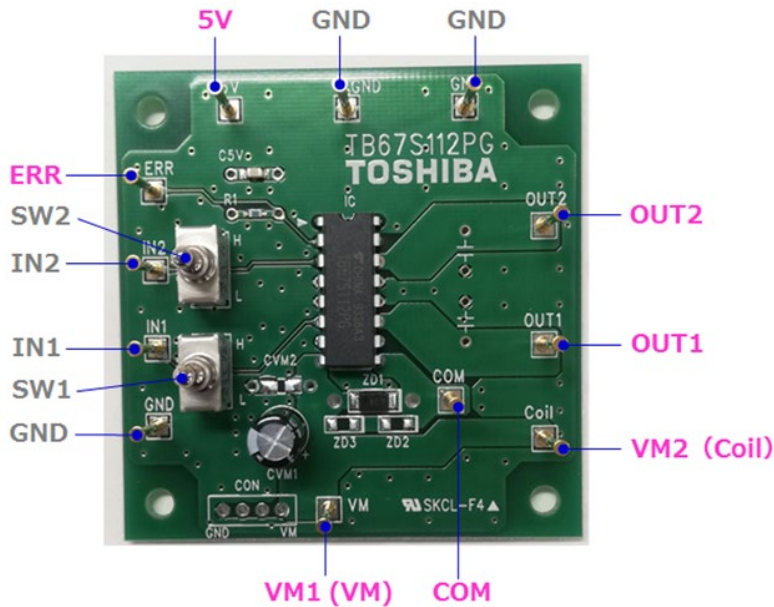 5V
GND
GND
5V
GND
GND
TB67S112PG
TOSHIBA
ERR
ERR
C5V
SW2
R1
IC
OUT2
OUT2
IN2
IN2
H
L
TB67S112PG
IN1
IN1
H
OUT1
OUT1
SW1
CVM2
ZD1
COM
L
GND
GND
ZD3
ZD2
Coil
VM2（Coil）
CVM1
CON
VM
GND
VM
SKCL-F4
VM1 (VM)
COM